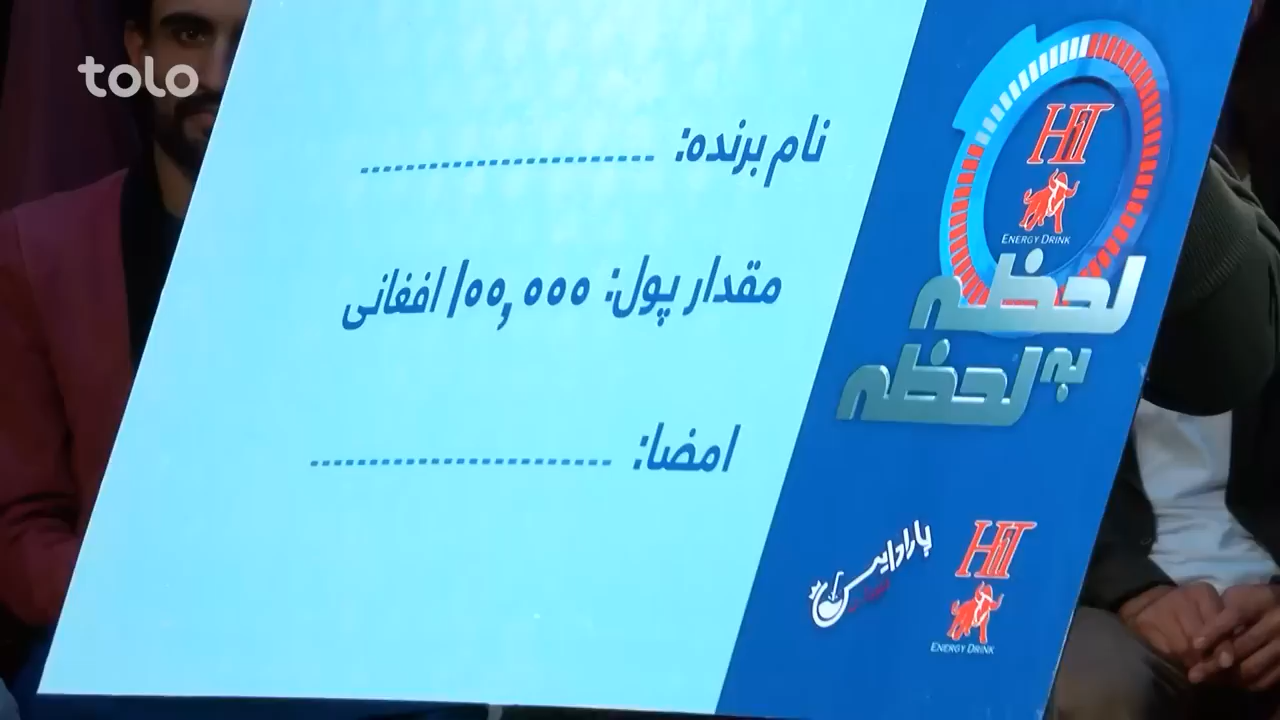 tolo
نام برنده: ......................
مقدار پول: ۱۰۰,۰۰۰ افغانی
امضا: ......................
HIT
ENERGY DRINK
لحظه
به
لحظه
پارادایس
HIT
ENERGY DRINK